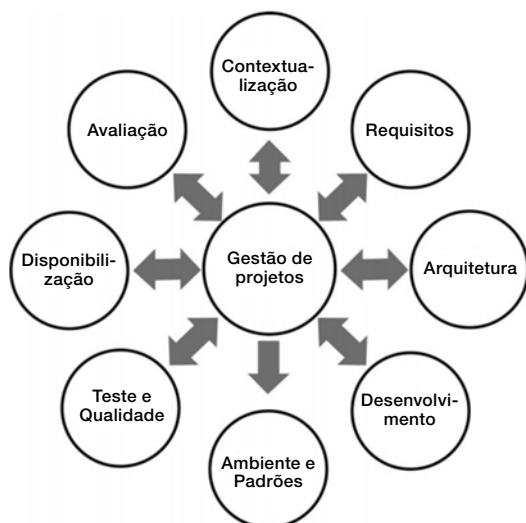 Contextua-
lização
Avaliação
Requisitos
Disponibili-
zação
Gestão de
projetos
Arquitetura
Teste e
Qualidade
Desenvolvi-
mento
Ambiente e
Padrões